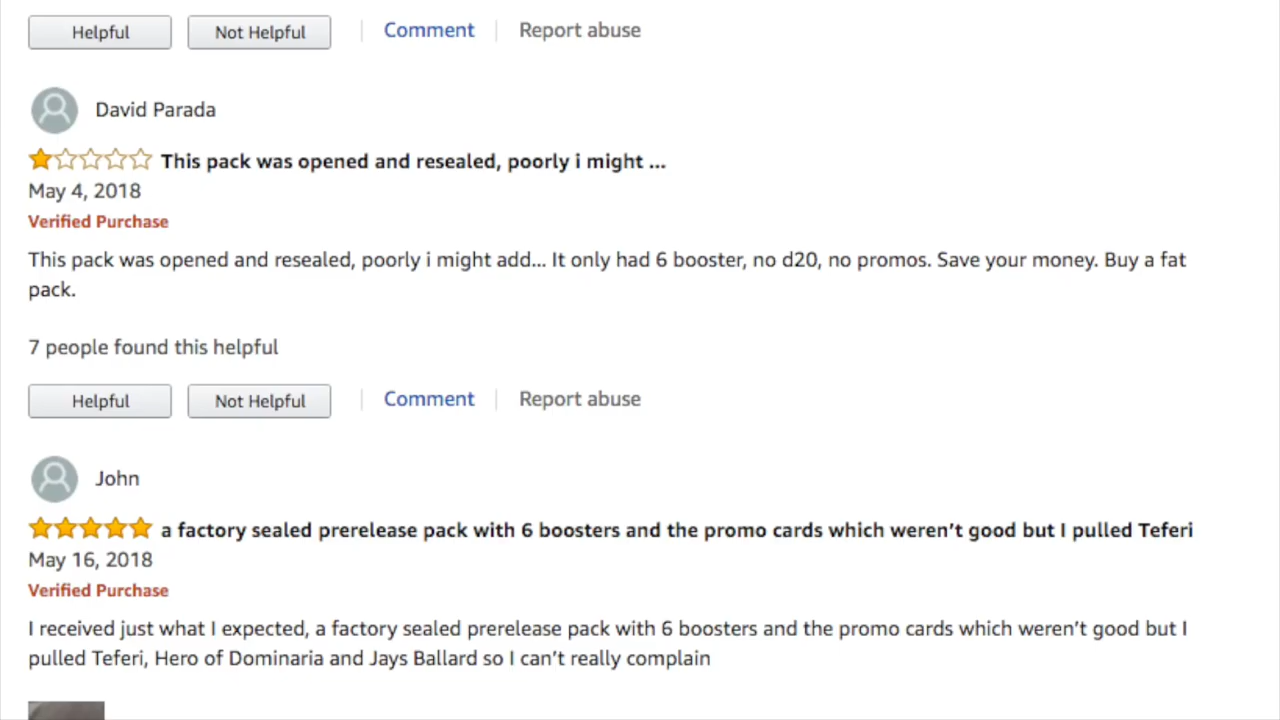 Helpful Not Helpful Comment Report abuse
David Parada
This pack was opened and resealed, poorly i might ...
May 4, 2018
Verified Purchase
This pack was opened and resealed, poorly i might add... It only had 6 booster, no d20, no promos. Save your money. Buy a fat
pack.
7 people found this helpful
Helpful Not Helpful Comment Report abuse
John
a factory sealed prerelease pack with 6 boosters and the promo cards which weren’t good but I pulled Teferi
May 16, 2018
Verified Purchase
I received just what I expected, a factory sealed prerelease pack with 6 boosters and the promo cards which weren’t good but I
pulled Teferi, Hero of Dominaria and Jays Ballard so I can’t really complain